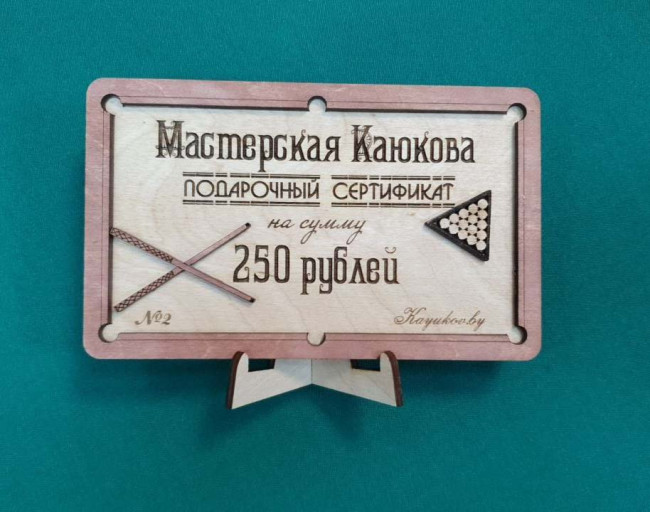 Мастерская Каюкова
ПОДАРОЧНЫЙ СЕРТИФИКАТ
на сумму
250 рублей
№2
Kayukov.by